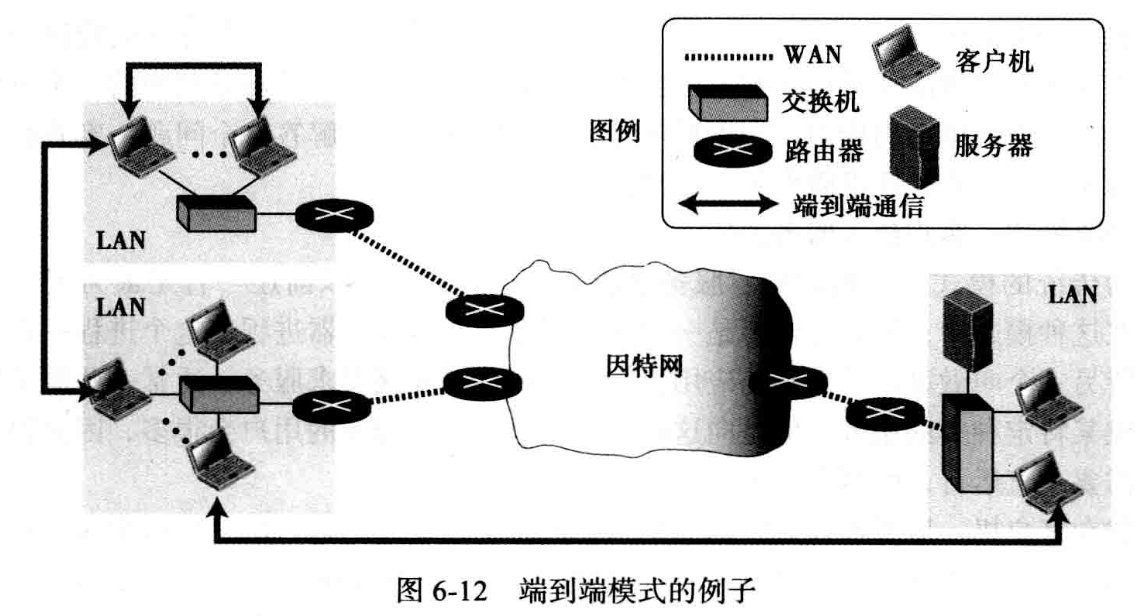 WAN
客户机
交换机
图例
路由器
服务器
端到端通信
LAN
LAN
LAN
因特网
图 6-12 端到端模式的例子